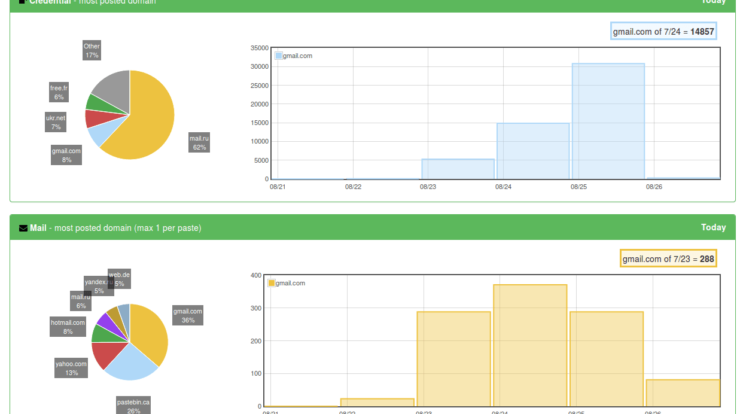 Credential - most posted domain Today
gmail.com of 7/24 = 14857
Other
17%
free.fr
6%
ukr.net
7%
gmail.com
8%
mail.ru
62%
gmail.com
35000
30000
25000
20000
15000
10000
5000
0
08/21 08/22 08/23 08/24 08/25 08/26
Mail - most posted domain (max 1 per paste) Today
gmail.com of 7/23 = 288
web.de
5%
yandex.
5%
mail.ru
6%
hotmail.com
8%
yahoo.com
13%
pastebin.ca
26%
gmail.com
36%
gmail.com
400
300
200
100
0
08/21 08/22 08/23 08/24 08/25 08/26